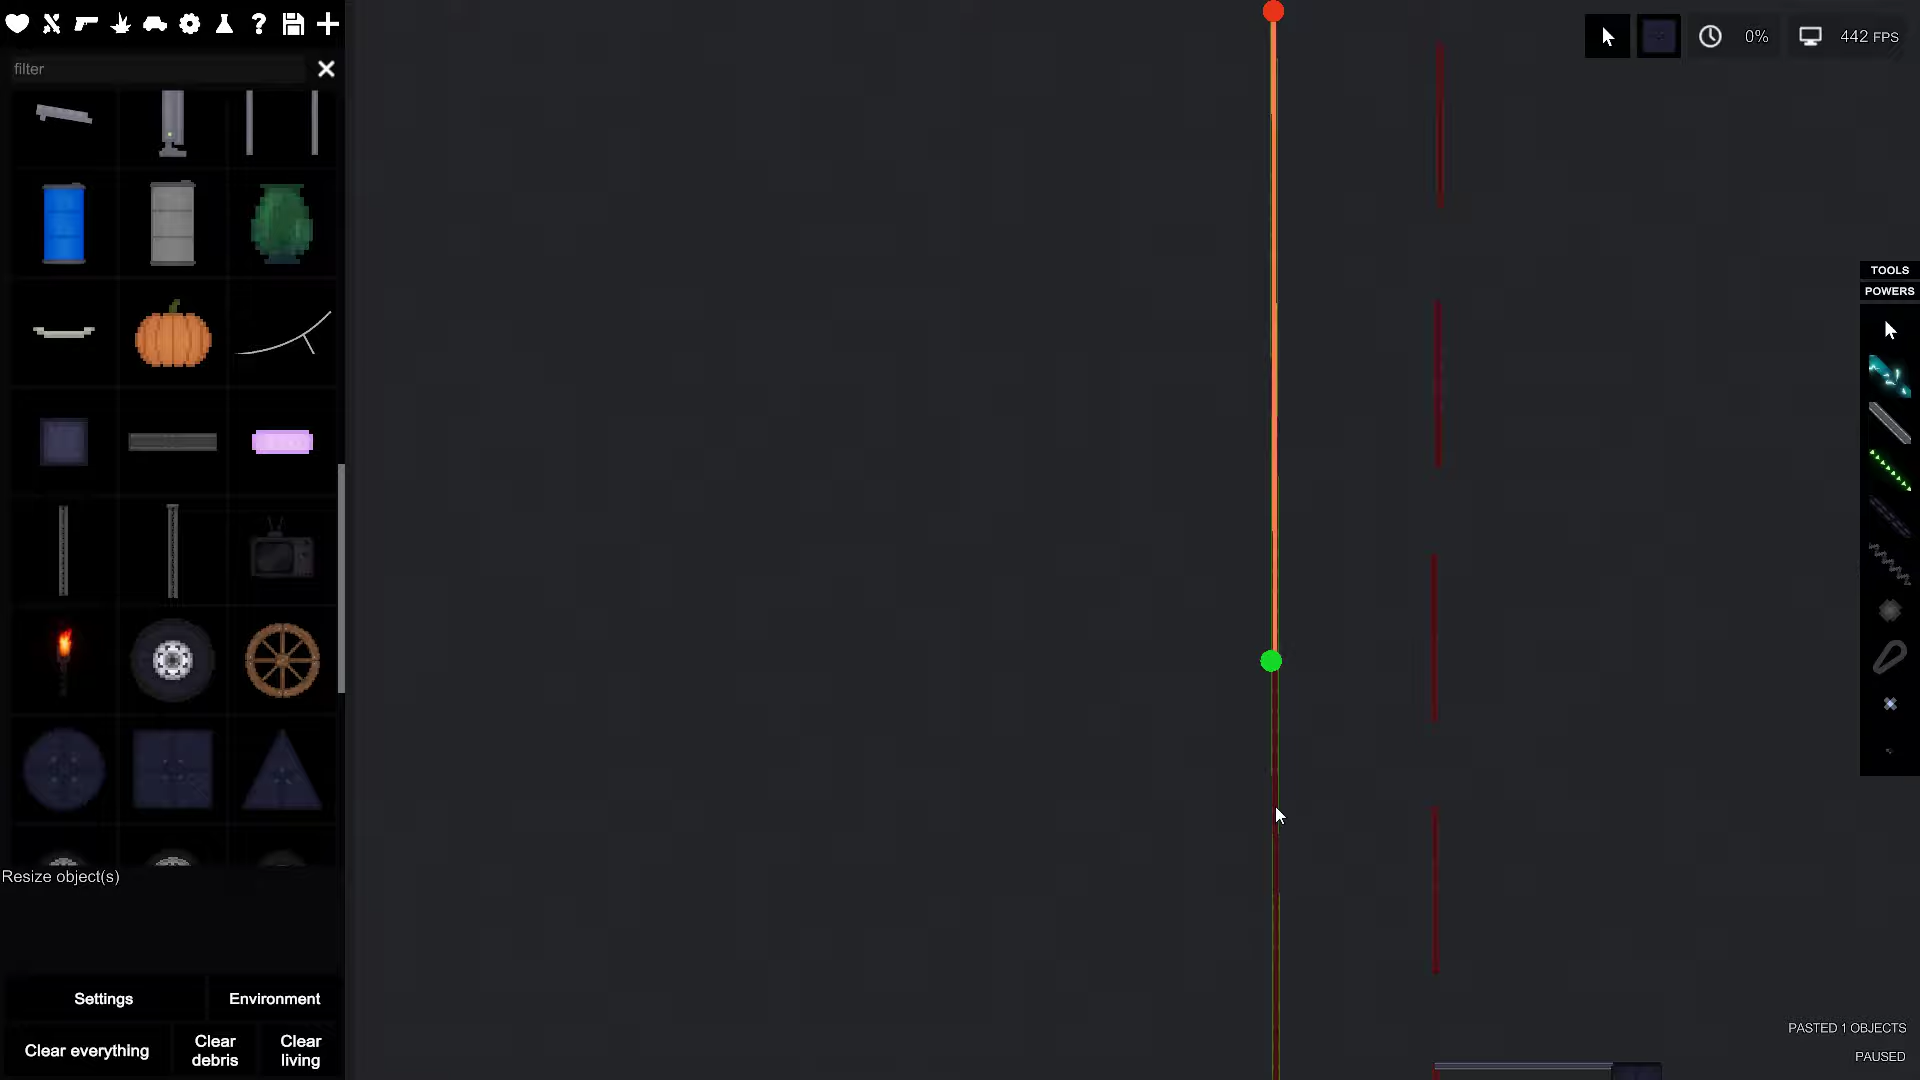 filter
0%
442 FPS
TOOLS
POWERS
Resize object(s)
Settings
Environment
Clear everything
Clear debris
Clear living
PASTED 1 OBJECTS
PAUSED